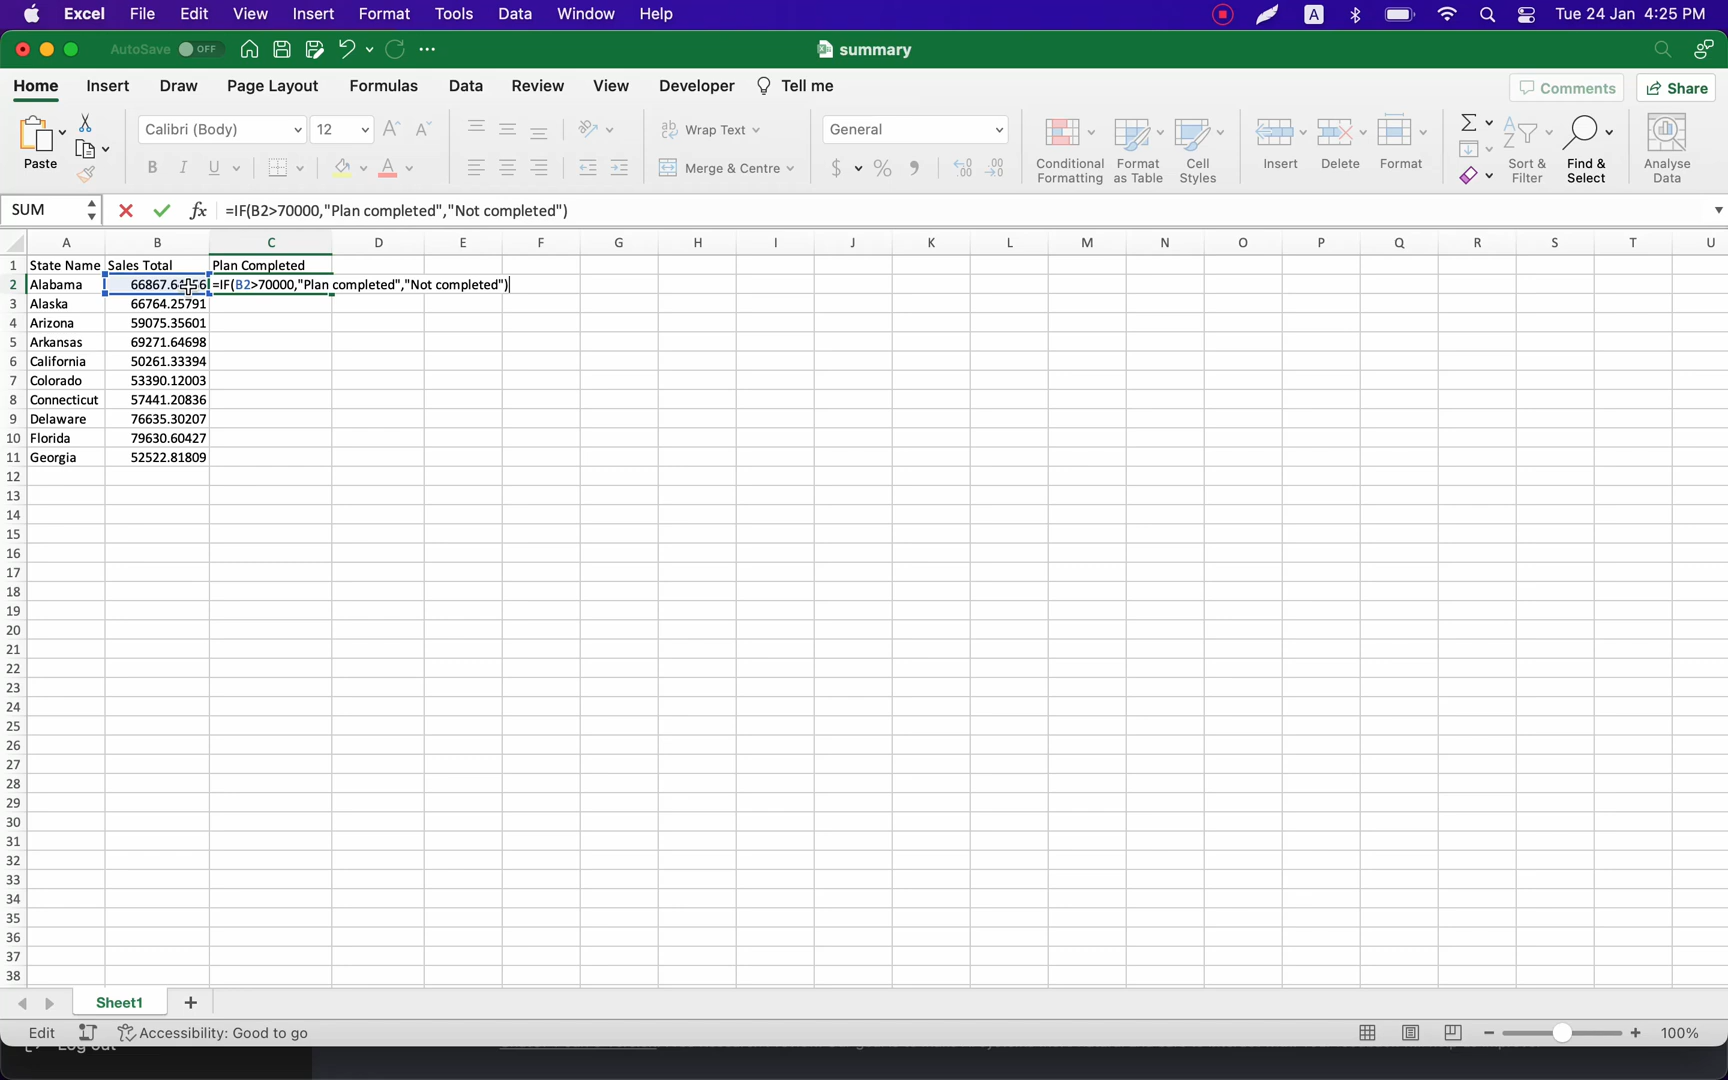 Excel File Edit View Insert Format Tools Data Window Help A Tue 24 Jan 4:25 PM
AutoSave OFF summary
Home Insert Draw Page Layout Formulas Data Review View Developer Tell me Comments Share
Paste Calibri (Body) 12 Wrap Text General
B I U Merge & Centre $ % Conditional Formatting Format as Table Cell Styles Insert Delete Format Sort & Filter Find & Select Analyse Data
SUM fx =IF(B2>70000,"Plan completed","Not completed")
A B C D E F G H I J K L M N O P Q R S T U
1 State Name Sales Total Plan Completed
2 Alabama 66867.6 6 =IF(B2>70000,"Plan completed","Not completed")
3 Alaska 66764.25791
4 Arizona 59075.35601
5 Arkansas 69271.64698
6 California 50261.33394
7 Colorado 53390.12003
8 Connecticut 57441.20836
9 Delaware 76635.30207
10 Florida 79630.60427
11 Georgia 52522.81809
12
13
14
15
16
17
18
19
20
21
22
23
24
25
26
27
28
29
30
31
32
33
34
35
36
37
38
Sheet1 +
Edit Accessibility: Good to go 100%